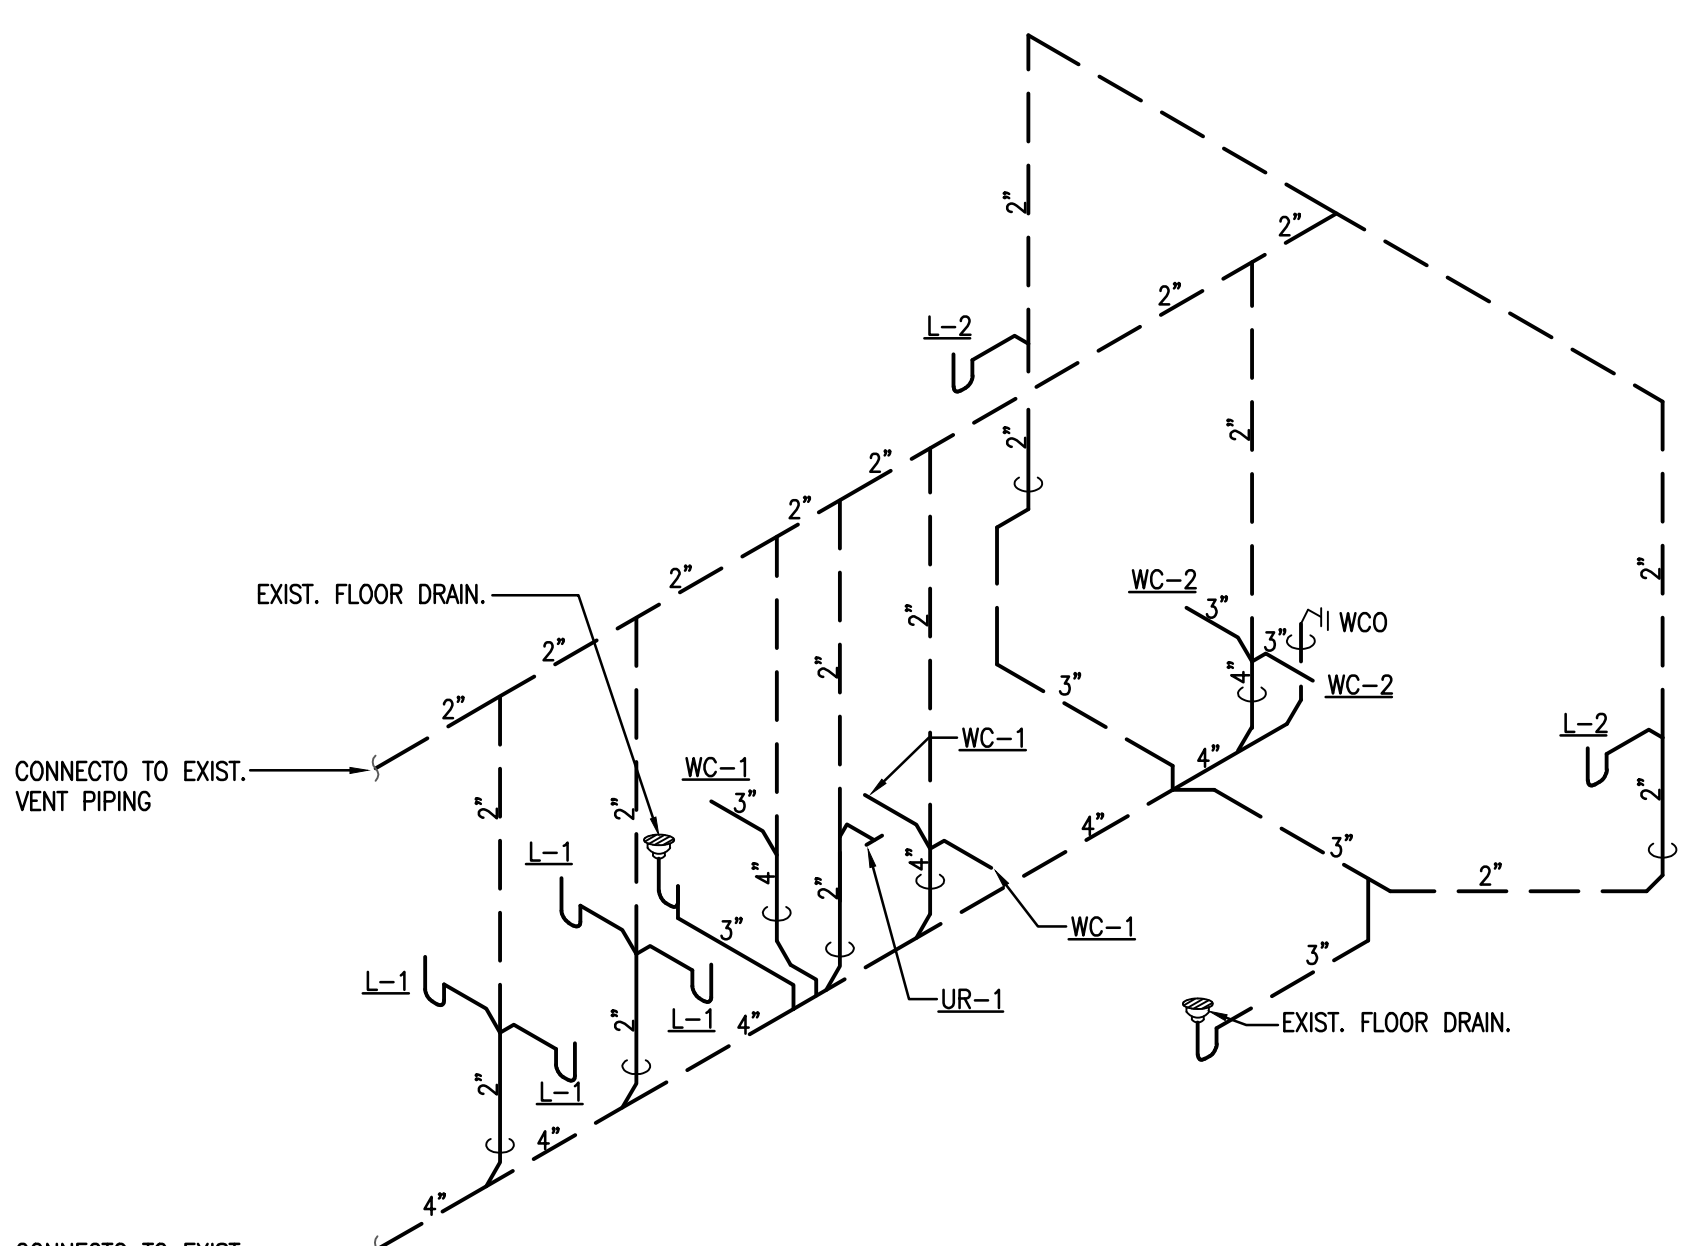 2”
2”
2”
L-2
2”
2”
2”
2”
2”
2”
2”
EXIST. FLOOR DRAIN.
WC-2
3”
2”
WCO
3”
2”
2”
4”
WC-2
2”
3”
2”
L-2
WC-1
4”
CONNECTO TO EXIST.
VENT PIPING
WC-1
3”
2”
2”
2”
4”
3”
L-1
4”
4”
2”
2”
WC-1
3”
3”
L-1
UR-1
L-1
2”
4”
EXIST. FLOOR DRAIN.
2”
L-1
4”
4”
CONNECTO TO EXIST.